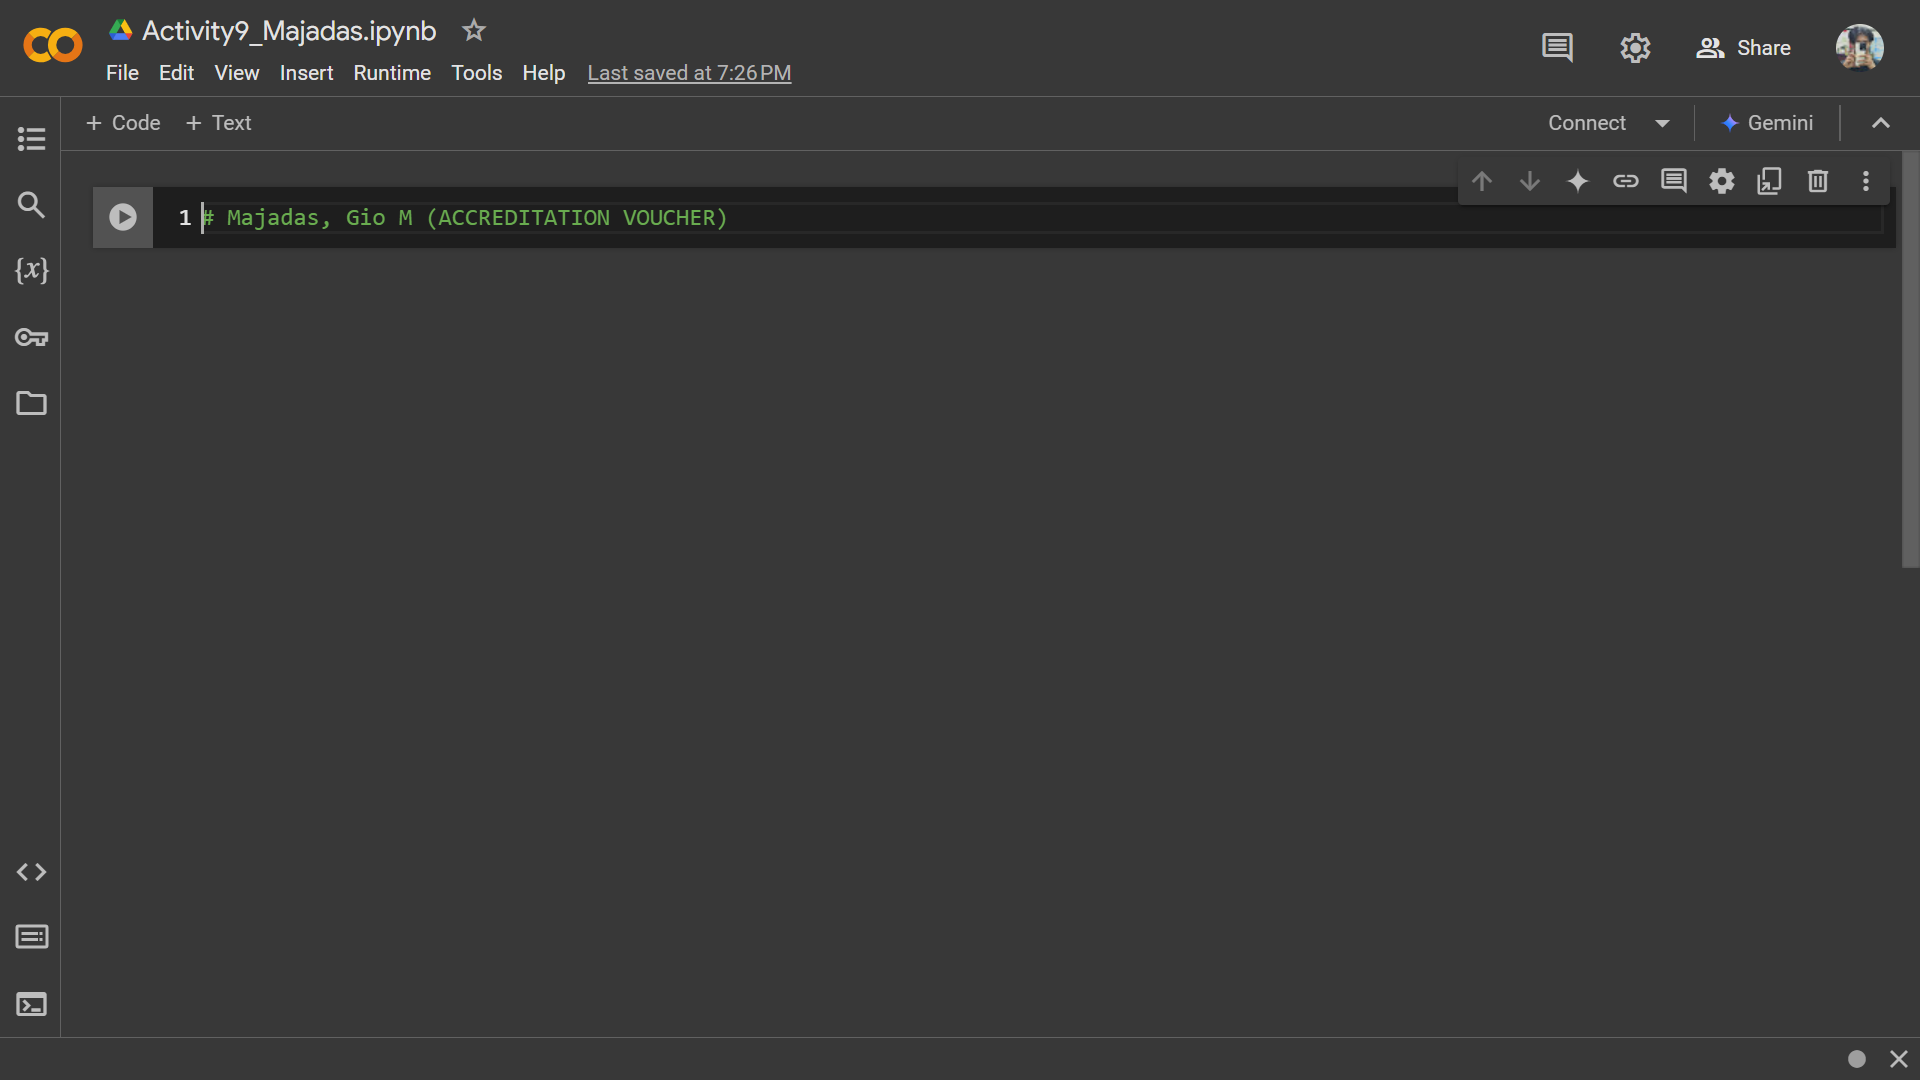 Activity9_Majadas.ipynb
File Edit View Insert Runtime Tools Help Last saved at 7:26 PM
Share
+ Code + Text
Connect
Gemini
{x}
1 # Majadas, Gio M (ACCREDITATION VOUCHER)